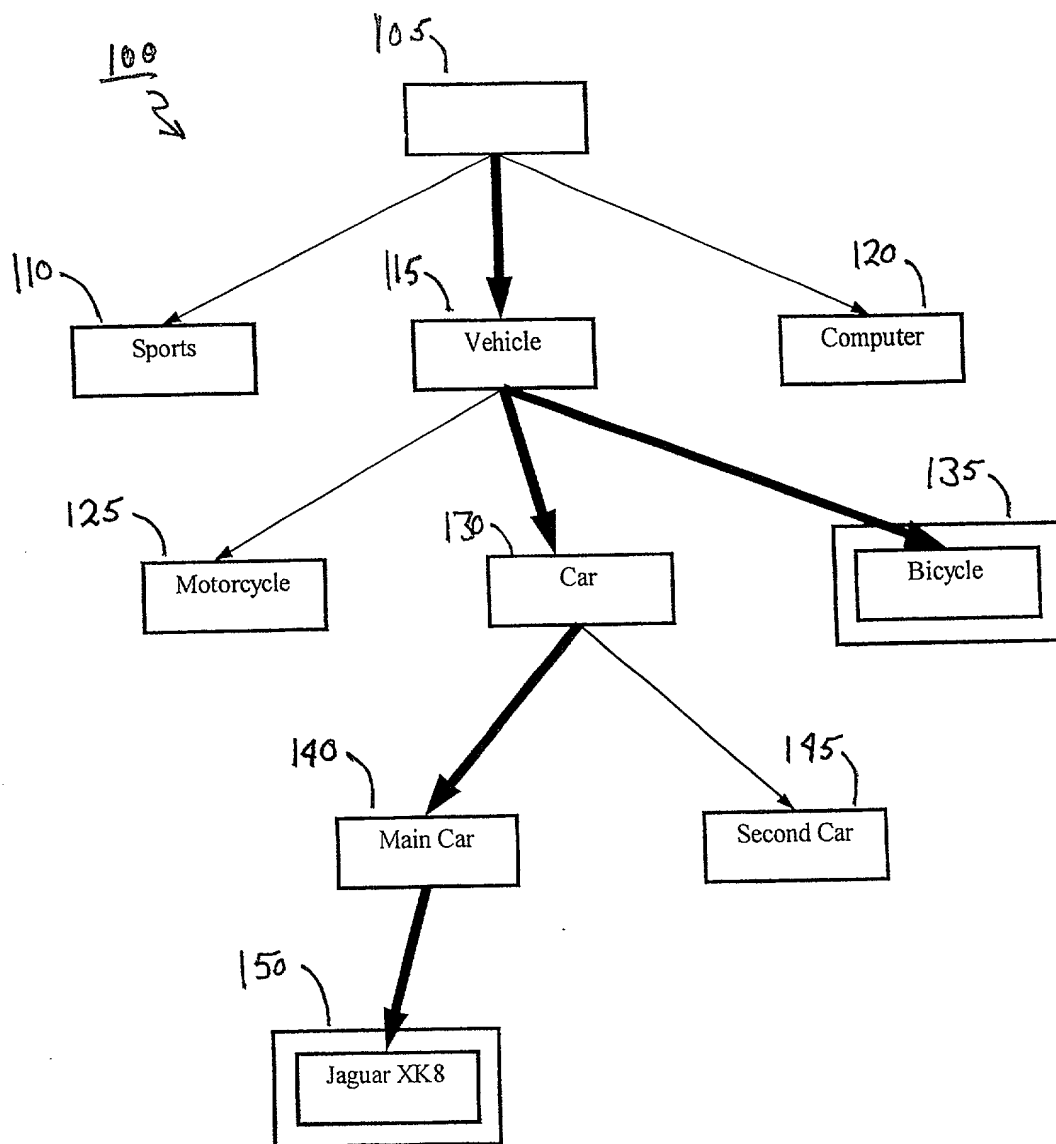 105
100
110
115
120
Sports
Vehicle
Computer
125
130
135
Motorcycle
Car
Bicycle
140
145
Main Car
Second Car
150
Jaguar XK8